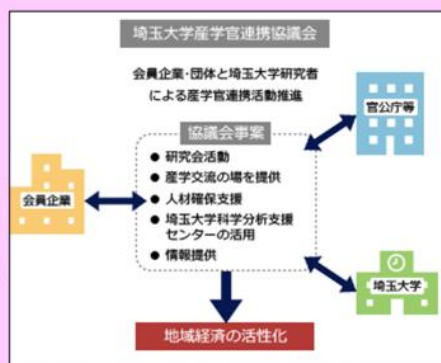 埼玉大学産学官連携協議会
会員企業・団体と埼玉大学研究者
による産学官連携活動推進
官公庁等
協議会事案
● 研究会活動
● 産学交流の場を提供
● 人材確保支援
● 埼玉大学科学分析支援
センターの活用
● 情報提供
会員企業
埼玉大学
地域経済の活性化